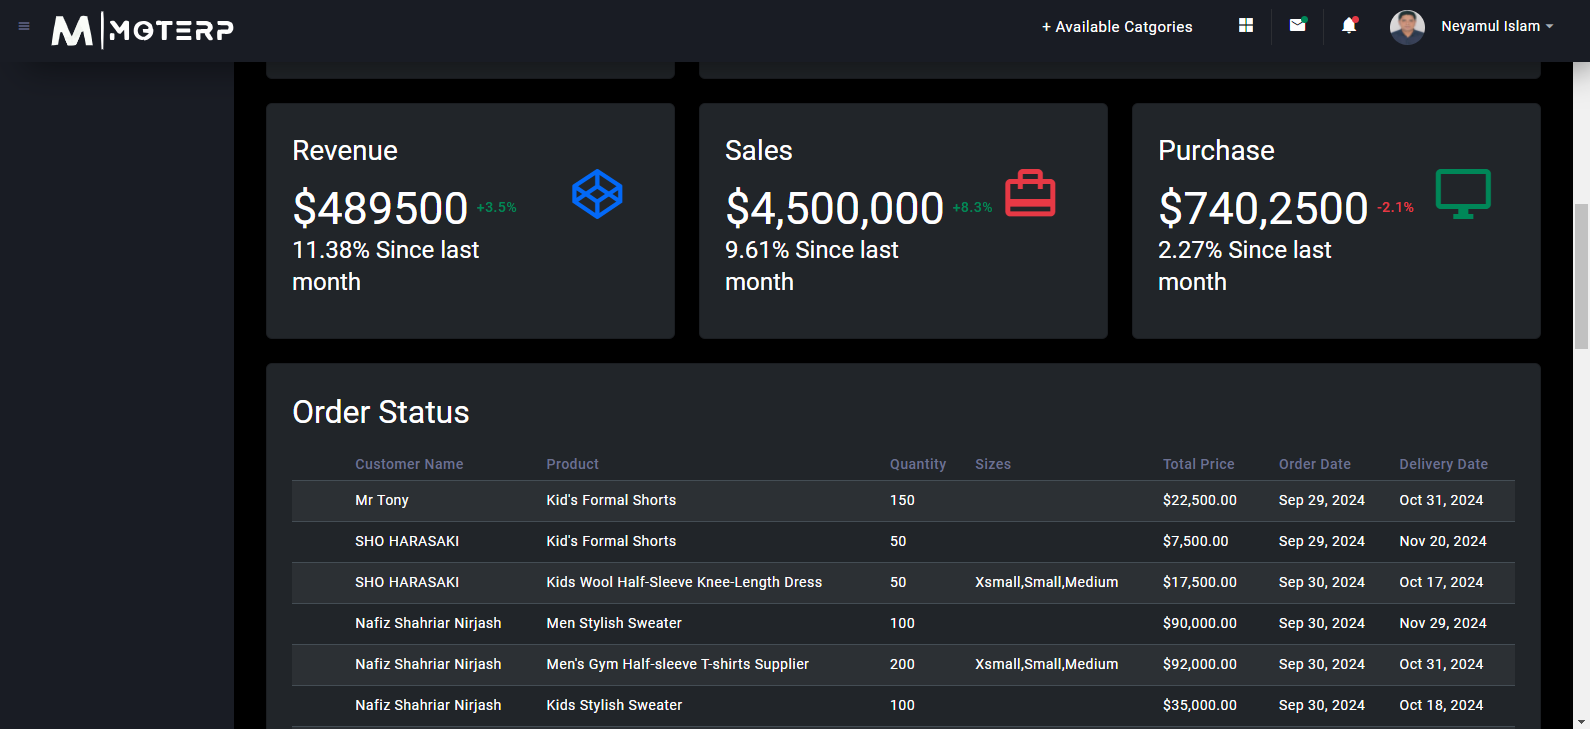 MOTERP
+ Available Catgories
Neyamul Islam
Revenue
$489500 +3.5%
11.38% Since last
month
Sales
$4,500,000 +8.3%
9.61% Since last
month
Purchase
$740,2500 -2.1%
2.27% Since last
month
Order Status
Customer Name Product Quantity Sizes Total Price Order Date Delivery Date
Mr Tony Kid's Formal Shorts 150 $22,500.00 Sep 29, 2024 Oct 31, 2024
SHO HARASAKI Kid's Formal Shorts 50 $7,500.00 Sep 29, 2024 Nov 20, 2024
SHO HARASAKI Kids Wool Half-Sleeve Knee-Length Dress 50 Xsmall,Small,Medium $17,500.00 Sep 30, 2024 Oct 17, 2024
Nafiz Shahriar Nirjash Men Stylish Sweater 100 $90,000.00 Sep 30, 2024 Nov 29, 2024
Nafiz Shahriar Nirjash Men's Gym Half-sleeve T-shirts Supplier 200 Xsmall,Small,Medium $92,000.00 Sep 30, 2024 Oct 31, 2024
Nafiz Shahriar Nirjash Kids Stylish Sweater 100 $35,000.00 Sep 30, 2024 Oct 18, 2024